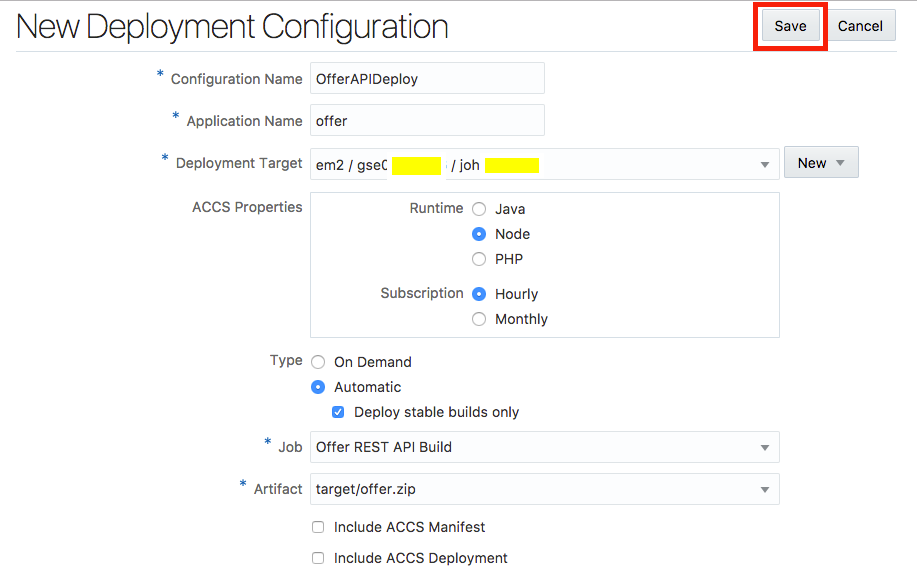 New Deployment Configuration
Save Cancel
* Configuration Name OfferAPIDeploy
* Application Name offer
* Deployment Target em2 / gse0 / joh New
ACCS Properties Runtime Java
Node
PHP
Subscription Hourly
Monthly
Type On Demand
Automatic
Deploy stable builds only
* Job Offer REST API Build
* Artifact target/offer.zip
Include ACCS Manifest
Include ACCS Deployment